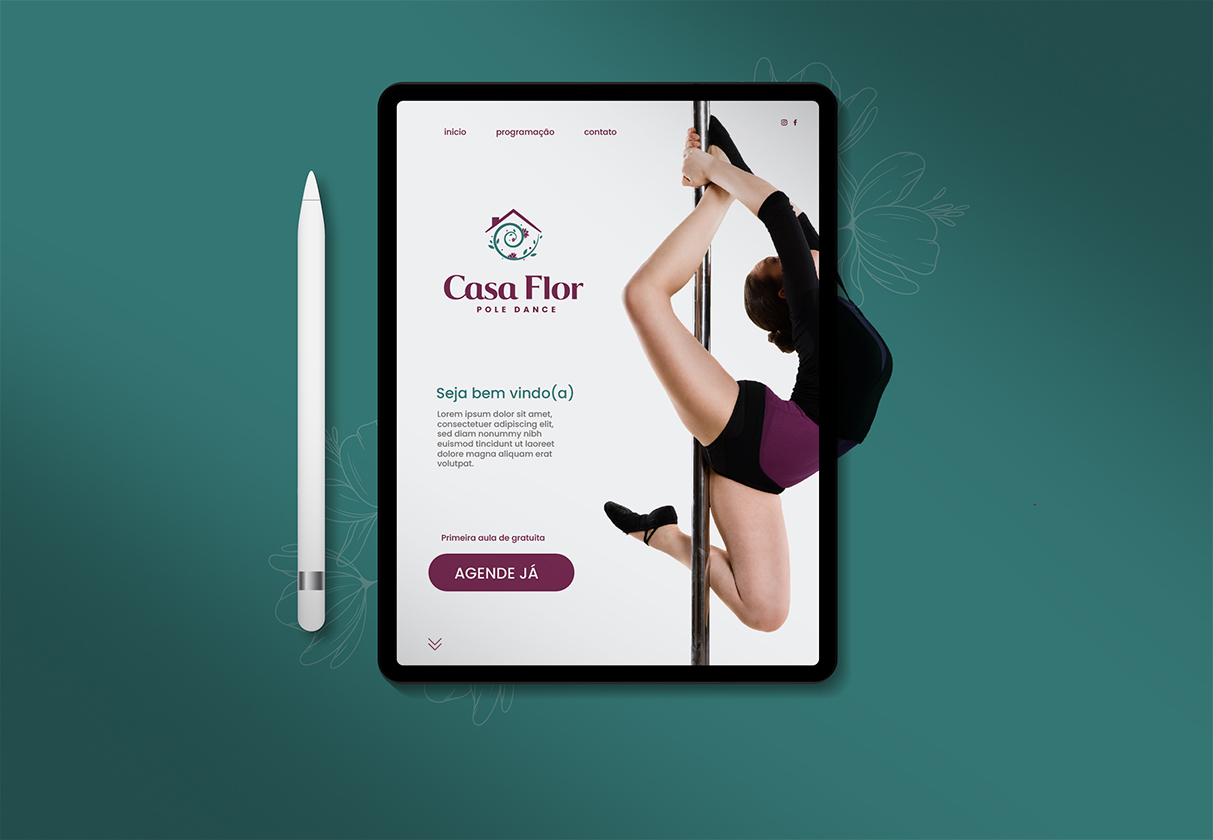 inicio programação contato
Casa Flor
POLE DANCE
Seja bem vindo(a)
Lorem ipsum dolor sit amet,
consectetuer adipiscing elit,
sed diam nonummy nibh
euismod tincidunt ut laoreet
dolore magna aliquam erat
volutpat.
Primeira aula de gratuita
AGENDE JÁ